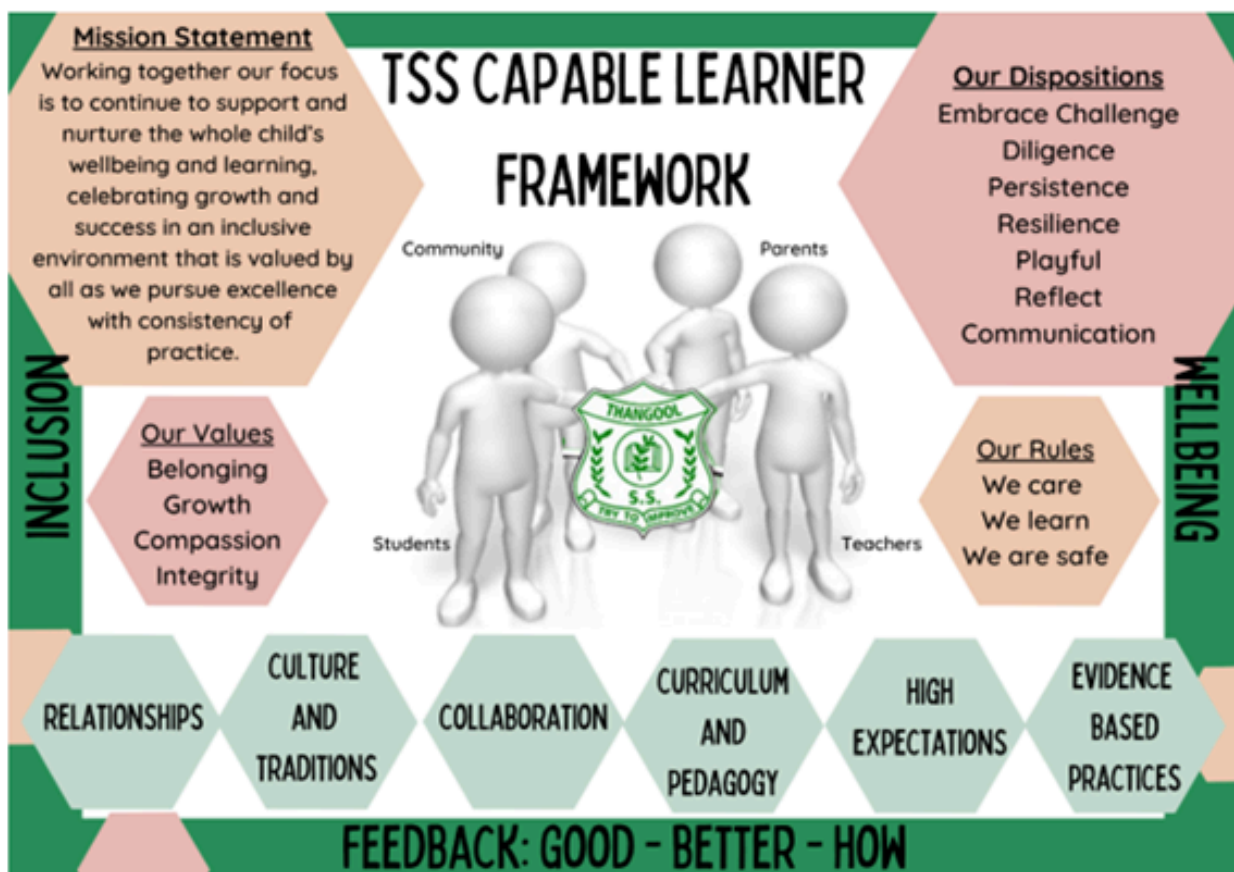 Mission Statement
Working together our focus
is to continue to support and
nurture the whole child's
wellbeing and learning,
celebrating growth and
success in an inclusive
environment that is valued by
all as we pursue excellence
with consistency of
practice.
TSS CAPABLE LEARNER
FRAMEWORK
Our Dispositions
Embrace Challenge
Diligence
Persistence
Resilience
Playful
Reflect
Communication
Community
Parents
Students
Teachers
THANGOOL
S.S.
TRY TO IMPROVE
INCLUSION
Our Values
Belonging
Growth
Compassion
Integrity
Our Rules
We care
We learn
We are safe
WELLBEING
RELATIONSHIPS
CULTURE
AND
TRADITIONS
COLLABORATION
CURRICULUM
AND
PEDAGOGY
HIGH
EXPECTATIONS
EVIDENCE
BASED
PRACTICES
FEEDBACK: GOOD - BETTER - HOW